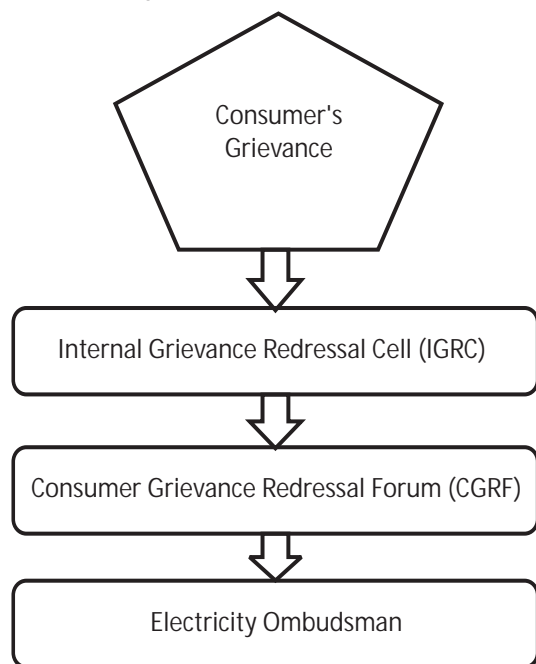 Consumer's
Grievance
Internal Grievance Redressal Cell (IGRC)
Consumer Grievance Redressal Forum (CGRF)
Electricity Ombudsman